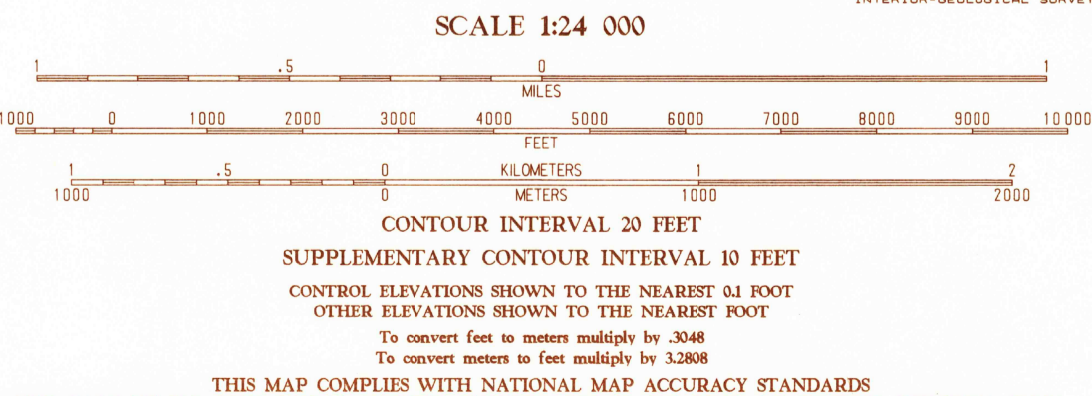 INTERIOR-GEOLOGICAL SURVEY
SCALE 1:24 000
1 .5 0 1
MILES
1000 0 1000 2000 3000 4000 5000 6000 7000 8000 9000 10 000
FEET
1 .5 0 KILOMETERS 1 2
1000 0 METERS 1000 2000
CONTOUR INTERVAL 20 FEET
SUPPLEMENTARY CONTOUR INTERVAL 10 FEET
CONTROL ELEVATIONS SHOWN TO THE NEAREST 0.1 FOOT
OTHER ELEVATIONS SHOWN TO THE NEAREST FOOT
To convert feet to meters multiply by .3048
To convert meters to feet multiply by 3.2808
THIS MAP COMPLIES WITH NATIONAL MAP ACCURACY STANDARDS